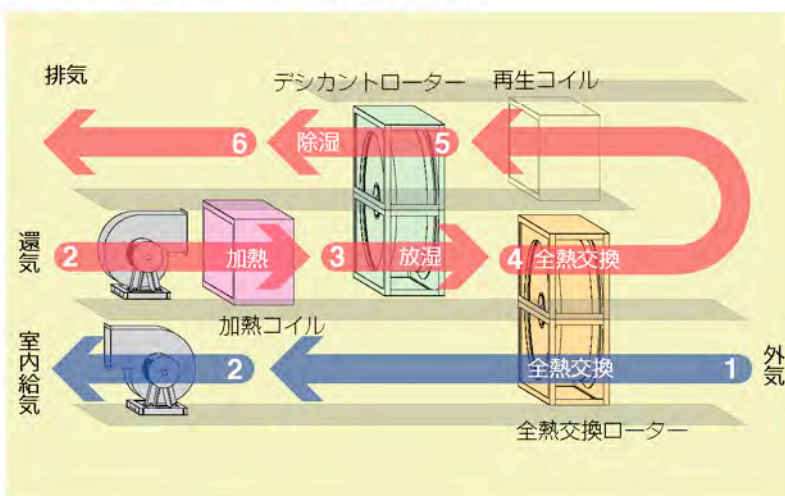 排気
デシカントローター
再生コイル
6
除湿
5
還気
2
加熱
3
放湿
4
全熱交換
加熱コイル
室内給気
2
全熱交換
1
外気
全熱交換ローター